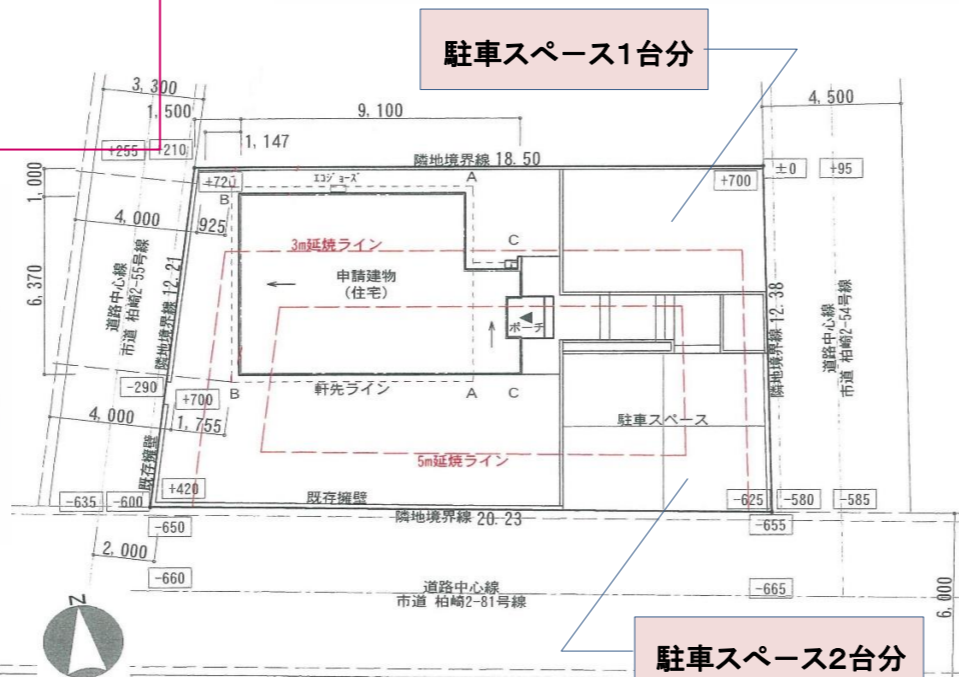 駐車スペース1台分
3,300
1,500
9,100
4,500
1,147
+255
+210
隣地境界線 18.50
±0
+95
+720
エコジョーズ
A
+700
1,000
B
4,000
925
C
3m延焼ライン
6,370
道路中心線
市道 柏崎2-55号線
隣地境界線 12.21
申請建物
(住宅)
ポーチ
隣地境界線 12.38
道路中心線
市道 柏崎2-54号線
-290
軒先ライン
B
A
C
+700
4,000
1,755
駐車スペース
5m延焼ライン
既存擁壁
+420
既存擁壁
-635
-600
-625
-580
-585
隣地境界線 20.23
-650
-655
2,000
-660
道路中心線
市道 柏崎2-81号線
-665
6,000
N
駐車スペース2台分